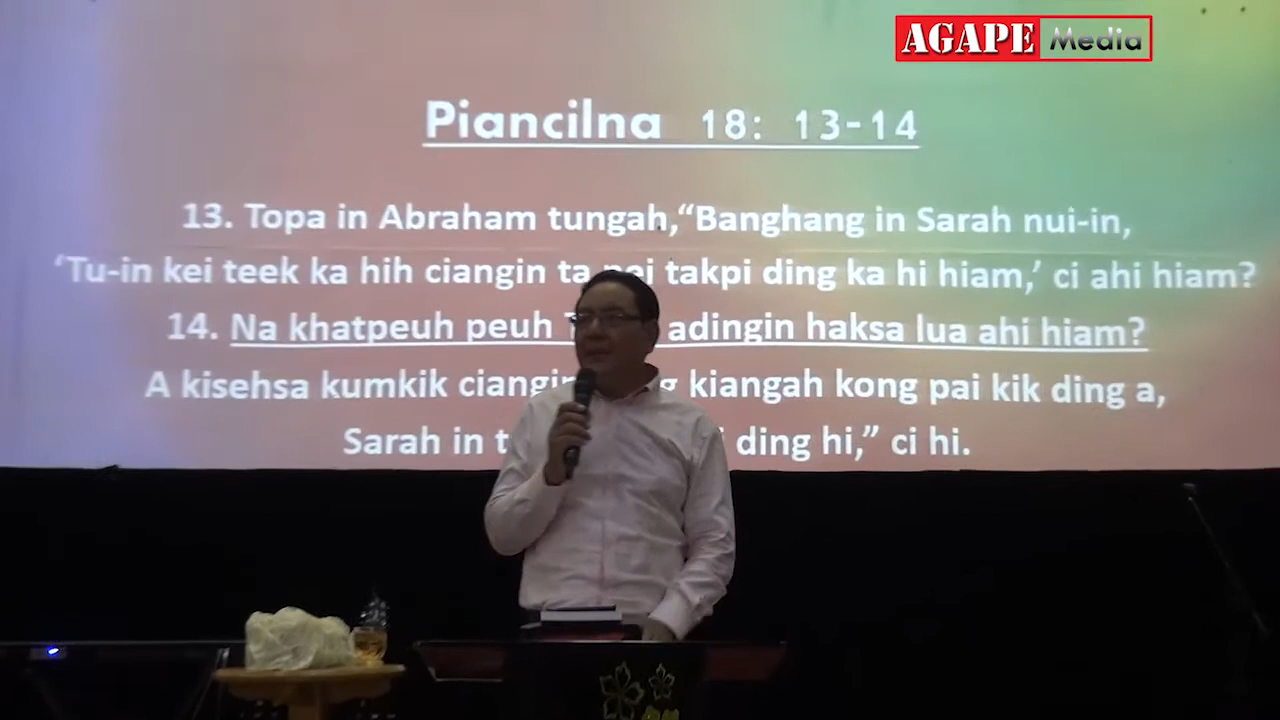 AGAPE Media
Piancilna 18: 13-14
13. Topa in Abraham tungah,“Banghang in Sarah nui-in,
‘Tu-in kei teek ka hih ciangin ta nei takpi ding ka hi hiam,’ ci ahi hiam?
14. Na khatpeuh peuh adingin haksa lua ahi hiam?
A kisehsa kumkik ciangin kiangah kong pai kik ding a,
Sarah in ding hi,” ci hi.